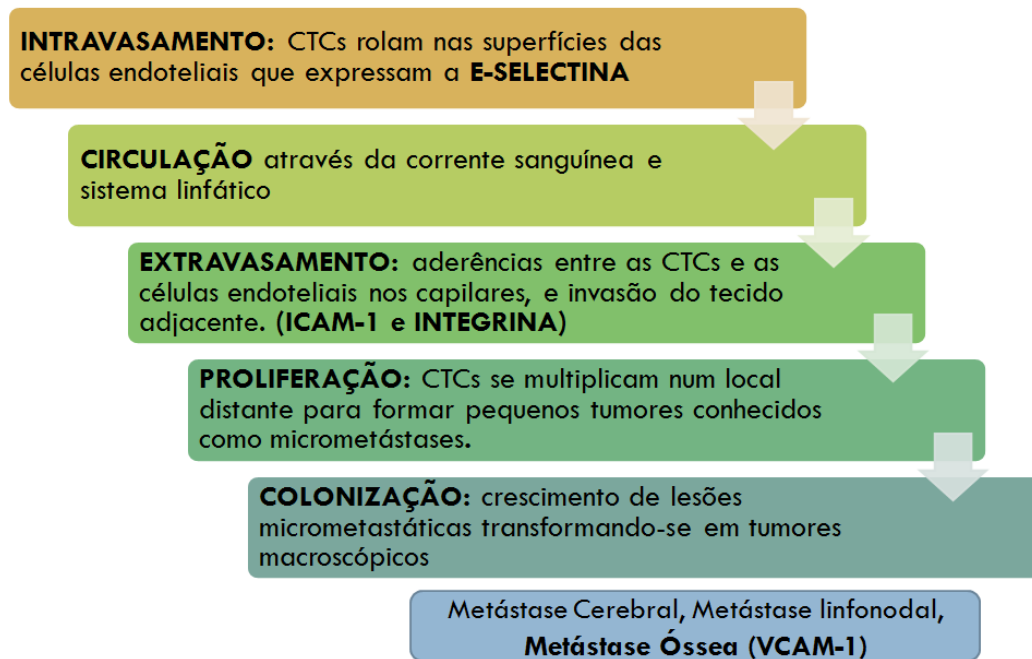 INTRAVASAMENTO: CTCs rolam nas superfícies das
células endoteliais que expressam a E-SELECTINA
CIRCULAÇÃO através da corrente sanguínea e
sistema linfático
EXTRAVASAMENTO: aderências entre as CTCs e as
células endoteliais nos capilares, e invasão do tecido
adjacente. (ICAM-1 e INTEGRINA)
PROLIFERAÇÃO: CTCs se multiplicam num local
distante para formar pequenos tumores conhecidos
como micrometástases.
COLONIZAÇÃO: crescimento de lesões
micrometastáticas transformando-se em tumores
macroscópicos
Metástase Cerebral, Metástase linfonodal,
Metástase Óssea (VCAM-1)